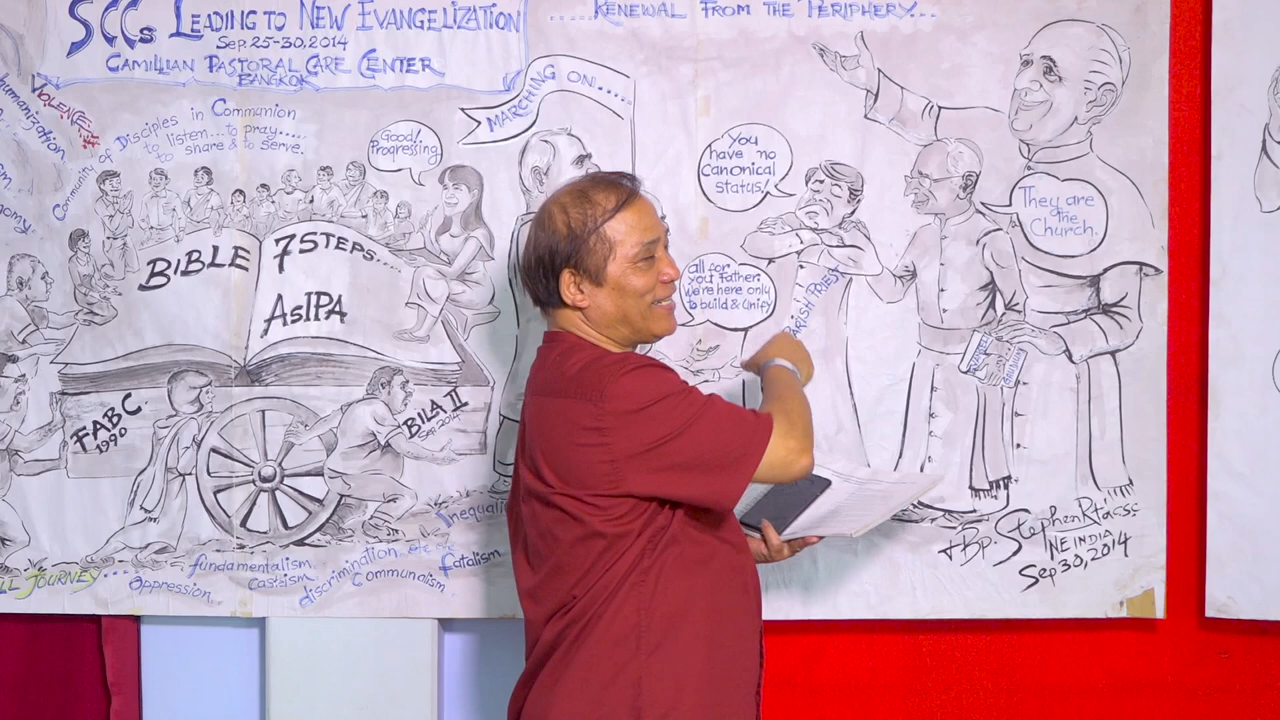 SCCs LEADING TO NEW EVANGELIZATION
Sep. 25-30, 2014
CAMILLIAN PASTORAL CARE CENTER
BANGKOK
RENEWAL FROM THE PERIPHERY...
VIOLENCE
Community of Disciples in Communion
to listen... to pray.....
to share & to serve.
Good!
Progressing
MARCHING ON......
You
have no
Canonical
status!
They are
the
Church.
all for
you Father.
We're here only
to build & Unify
PARISH PRIEST
BIBLE
7 STEPS....
AsIPA
FABC
1990
BILA II
Sep. 2014
GAUDIUM
JOURNEY...
Oppression
fundamentalism
Casteism
discrimination, etc
Communalism
fatalism
+Bp. Stephen
NE INDIA
Sep 30, 2014